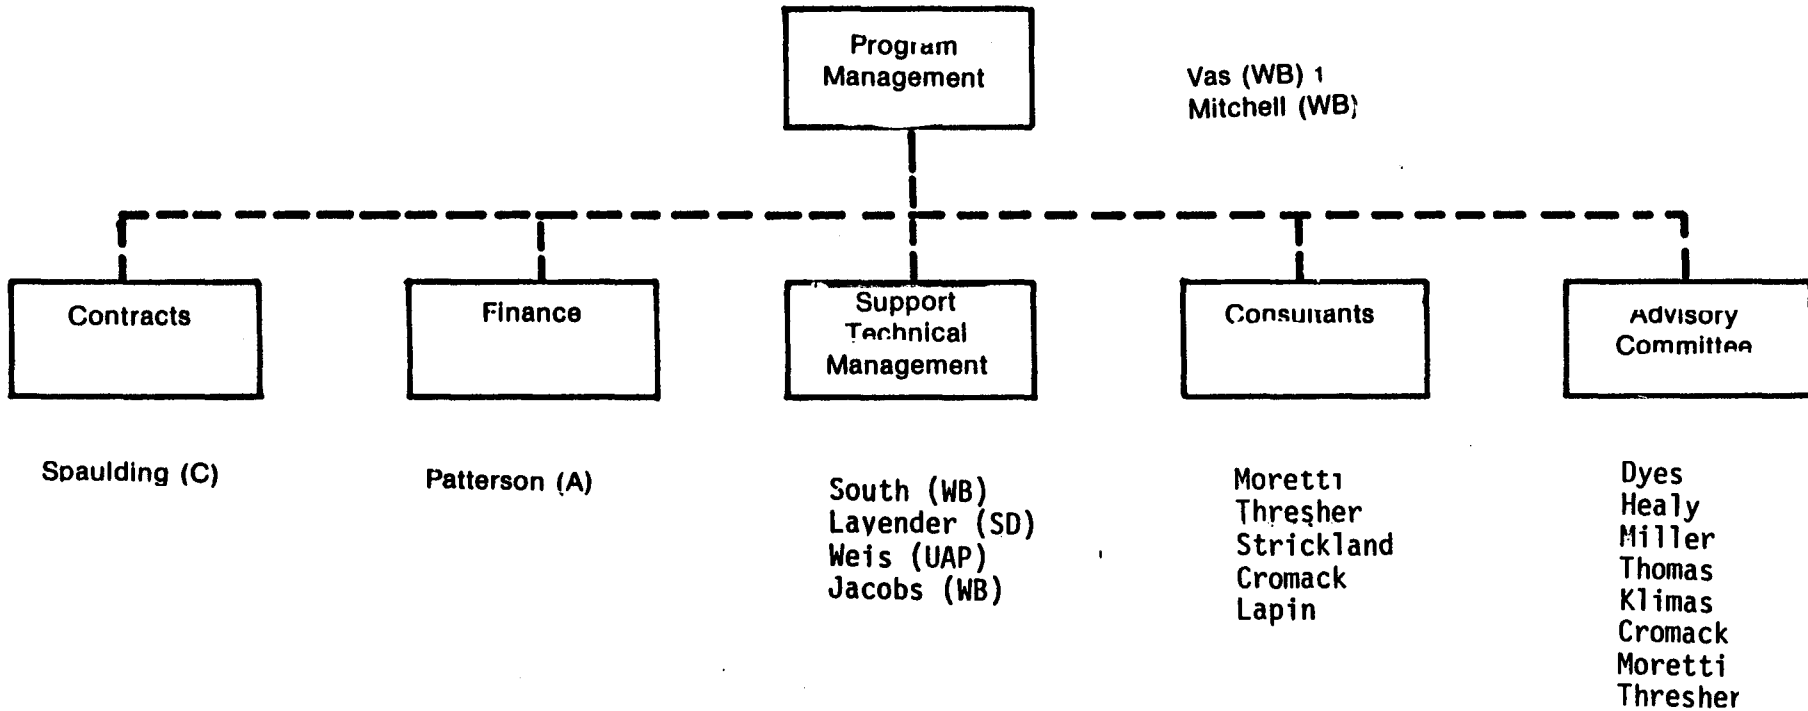 Program
Management
Vas (WB) 1
Mitchell (WB)
Contracts
Finance
Support
Technical
Management
Consultants
Advisory
Committee
Spaulding (C)
Patterson (A)
South (WB)
Lavender (SD)
Weis (UAP)
Jacobs (WB)
Moretti
Thresher
Strickland
Cromack
Lapin
Dyes
Healy
Miller
Thomas
Klimas
Cromack
Moretti
Thresher